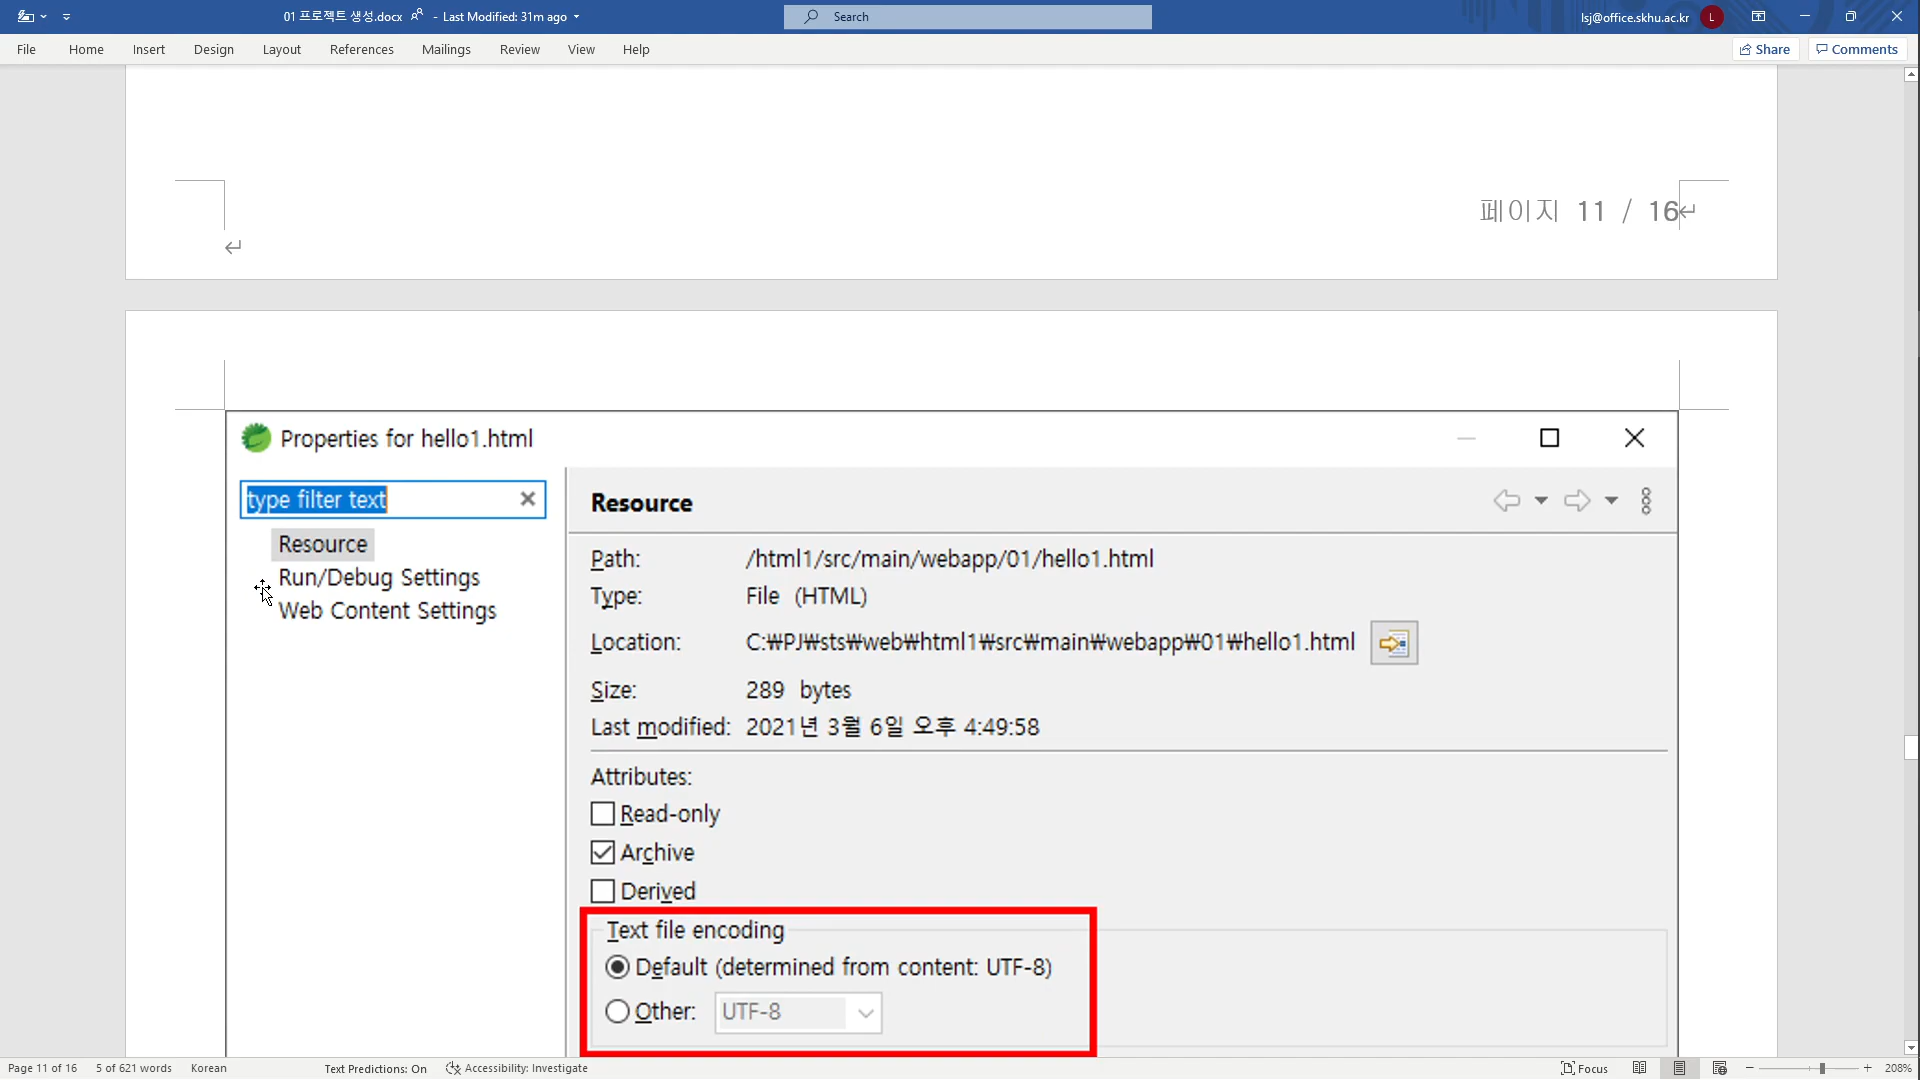 01 프로젝트 생성.docx - Last Modified: 31m ago
Search
lsj@office.skhu.ac.kr L
File Home Insert Design Layout References Mailings Review View Help
Share Comments
페이지 11 / 16
Properties for hello1.html
type filter text
Resource
Run/Debug Settings
Web Content Settings
Resource
Path: /html1/src/main/webapp/01/hello1.html
Type: File (HTML)
Location: C:₩PJ₩sts₩web₩html1₩src₩main₩webapp₩01₩hello1.html
Size: 289 bytes
Last modified: 2021년 3월 6일 오후 4:49:58
Attributes:
Read-only
Archive
Derived
Text file encoding
Default (determined from content: UTF-8)
Other: UTF-8
Page 11 of 16 5 of 621 words Korean Text Predictions: On Accessibility: Investigate Focus 208%